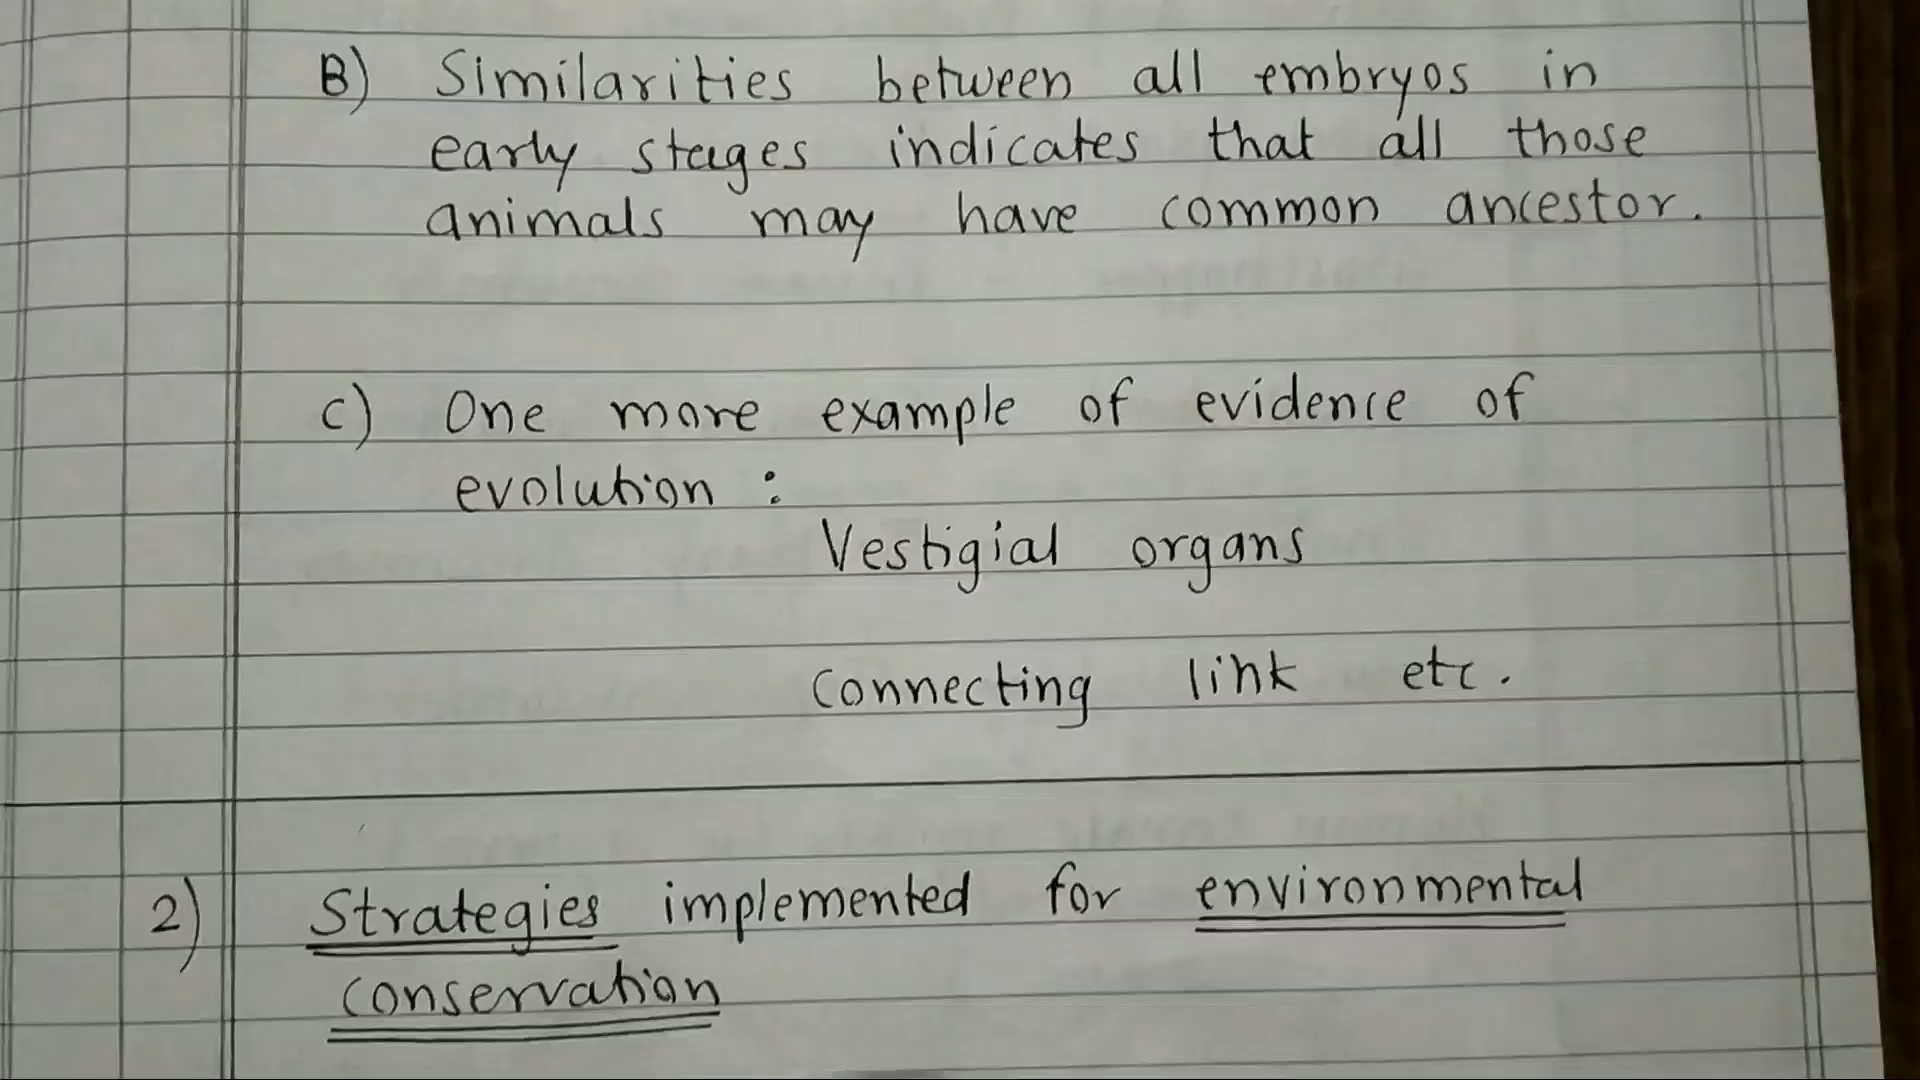 B) Similarities between all embryos in
early stages indicates that all those
animals may have common ancestor.
C) One more example of evidence of
evolution :
Vestigial organs
connecting link etc.
2) Strategies implemented for environmental
conservation